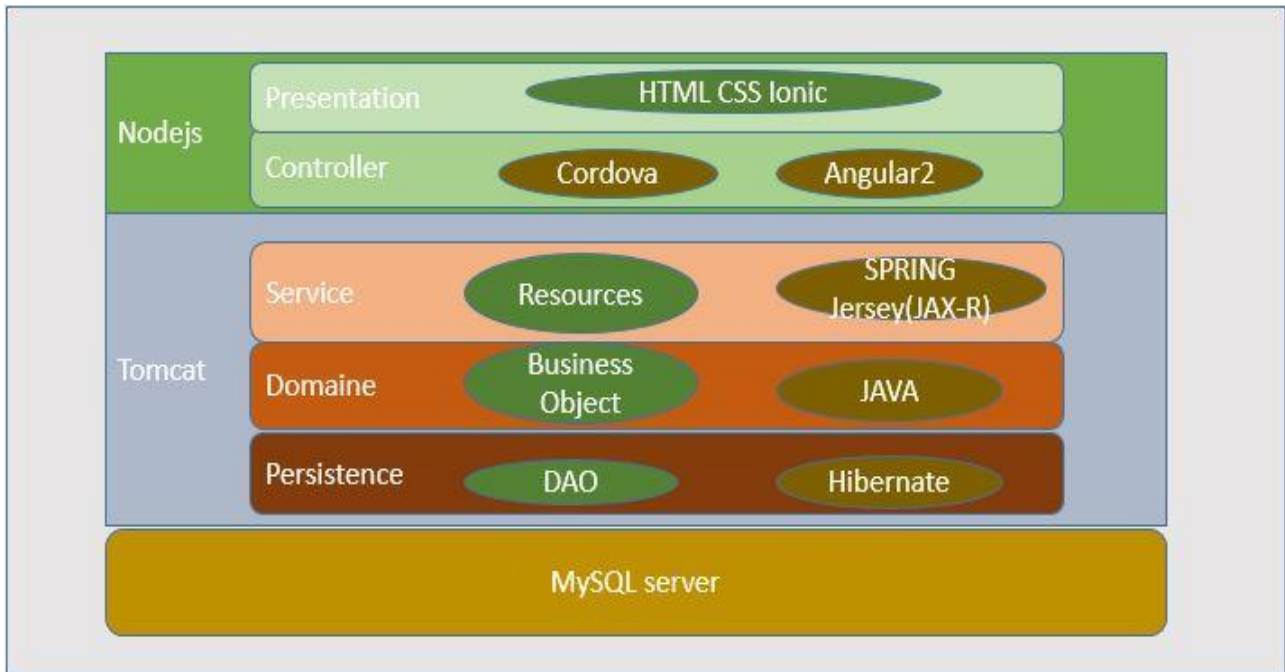 Nodejs
Presentation
HTML CSS Ionic
Controller
Cordova
Angular2
Tomcat
Service
Resources
SPRING
Jersey(JAX-R)
Domaine
Business
Object
JAVA
Persistence
DAO
Hibernate
MySQL server